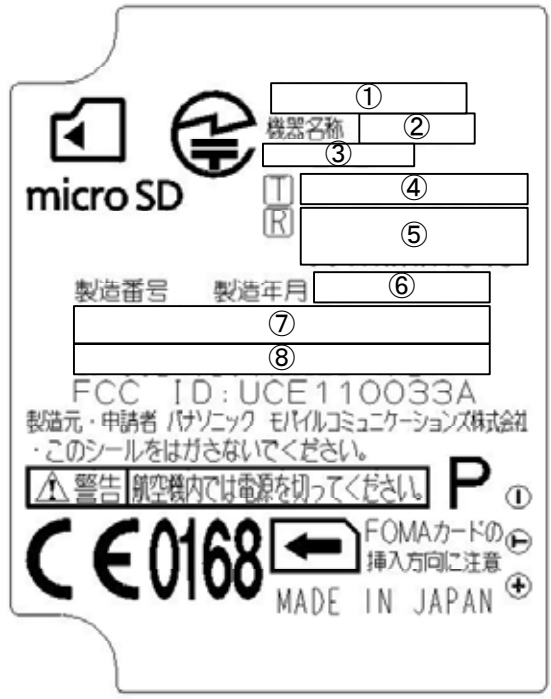 ①
機器名称 ②
③
micro SD
T ④
R ⑤
製造番号 製造年月 ⑥
⑦
⑧
FCC ID:UCE110033A
製造元・申請者 パナソニック モバイルコミュニケーションズ株式会社
・このシールをはがさないでください。
警告 航空機内では電源を切ってください。 P
CE0168
FOMAカードの
挿入方向に注意
MADE IN JAPAN